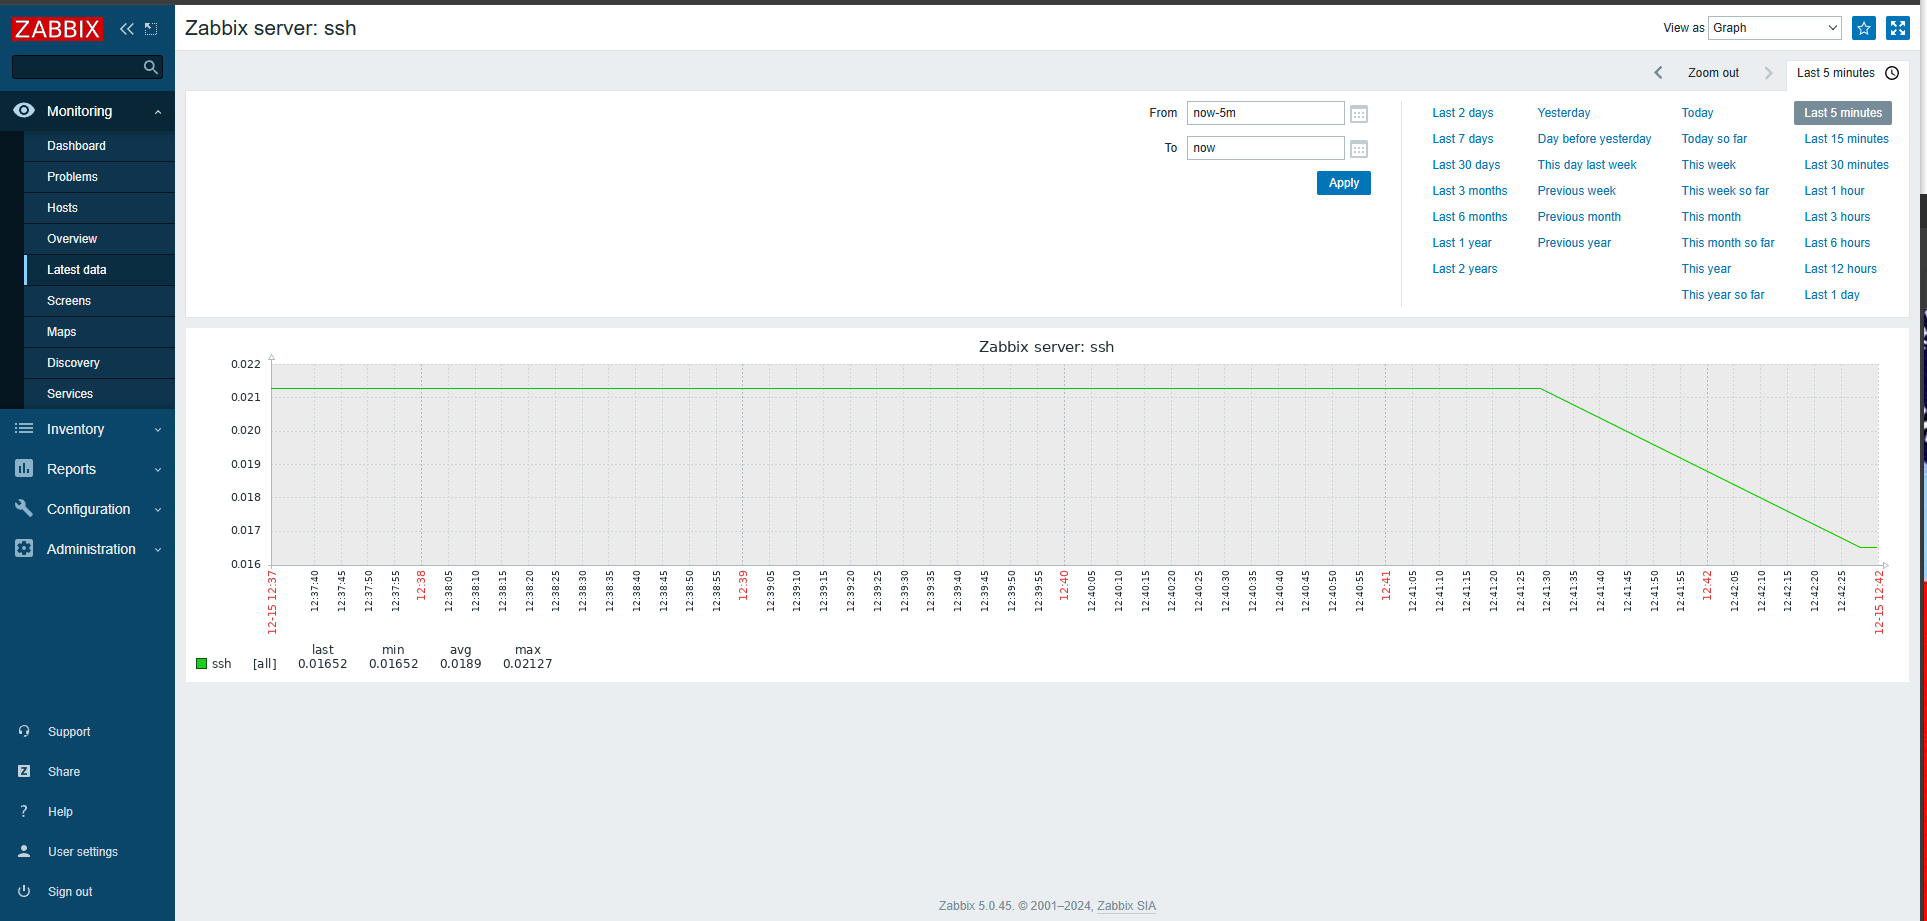 ZABBIX
Monitoring
Dashboard
Problems
Hosts
Overview
Latest data
Screens
Maps
Discovery
Services
Inventory
Reports
Configuration
Administration
Support
Share
Help
User settings
Sign out
Zabbix server: ssh
View as Graph
Zoom out
Last 5 minutes
From now-5m
To now
Apply
Last 2 days Yesterday Today Last 5 minutes
Last 7 days Day before yesterday Today so far Last 15 minutes
Last 30 days This day last week This week Last 30 minutes
Last 3 months Previous week This week so far Last 1 hour
Last 6 months Previous month This month Last 3 hours
Last 1 year Previous year This month so far Last 6 hours
Last 2 years This year Last 12 hours
This year so far Last 1 day
Zabbix server: ssh
0.022
0.021
0.020
0.019
0.018
0.017
0.016
12-15 12:37 12:37:40 12:37:45 12:37:50 12:37:55 12:38 12:38:05 12:38:10 12:38:15 12:38:20 12:38:25 12:38:30 12:38:35 12:38:40 12:38:45 12:38:50 12:38:55 12:39 12:39:05 12:39:10 12:39:15 12:39:20 12:39:25 12:39:30 12:39:35 12:39:40 12:39:45 12:39:50 12:39:55 12:40 12:40:05 12:40:10 12:40:15 12:40:20 12:40:25 12:40:30 12:40:35 12:40:40 12:40:45 12:40:50 12:40:55 12:41 12:41:05 12:41:10 12:41:15 12:41:20 12:41:25 12:41:30 12:41:35 12:41:40 12:41:45 12:41:50 12:41:55 12:42 12:42:05 12:42:10 12:42:15 12:42:20 12:42:25 12-15 12:42
last min avg max
ssh [all] 0.01652 0.01652 0.0189 0.02127
Zabbix 5.0.45. © 2001–2024, Zabbix SIA